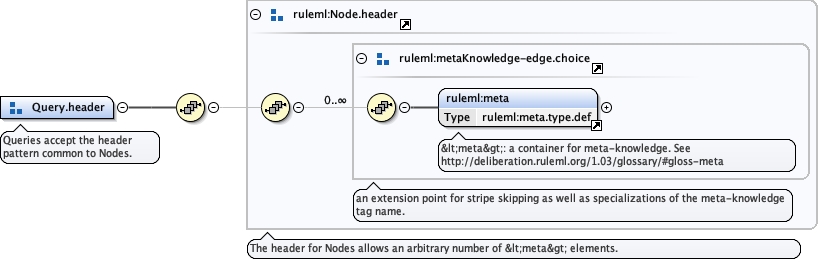 ruleml:Node.header
ruleml:metaKnowledge-edge.choice
Query.header
0..∞
ruleml:meta
Type ruleml:meta.type.def
Queries accept the header
pattern common to Nodes.
&lt;meta&gt;: a container for meta-knowledge. See
http://deliberation.ruleml.org/1.03/glossary/#gloss-meta
an extension point for stripe skipping as well as specializations of the meta-knowledge
tag name.
The header for Nodes allows an arbitrary number of &lt;meta&gt; elements.